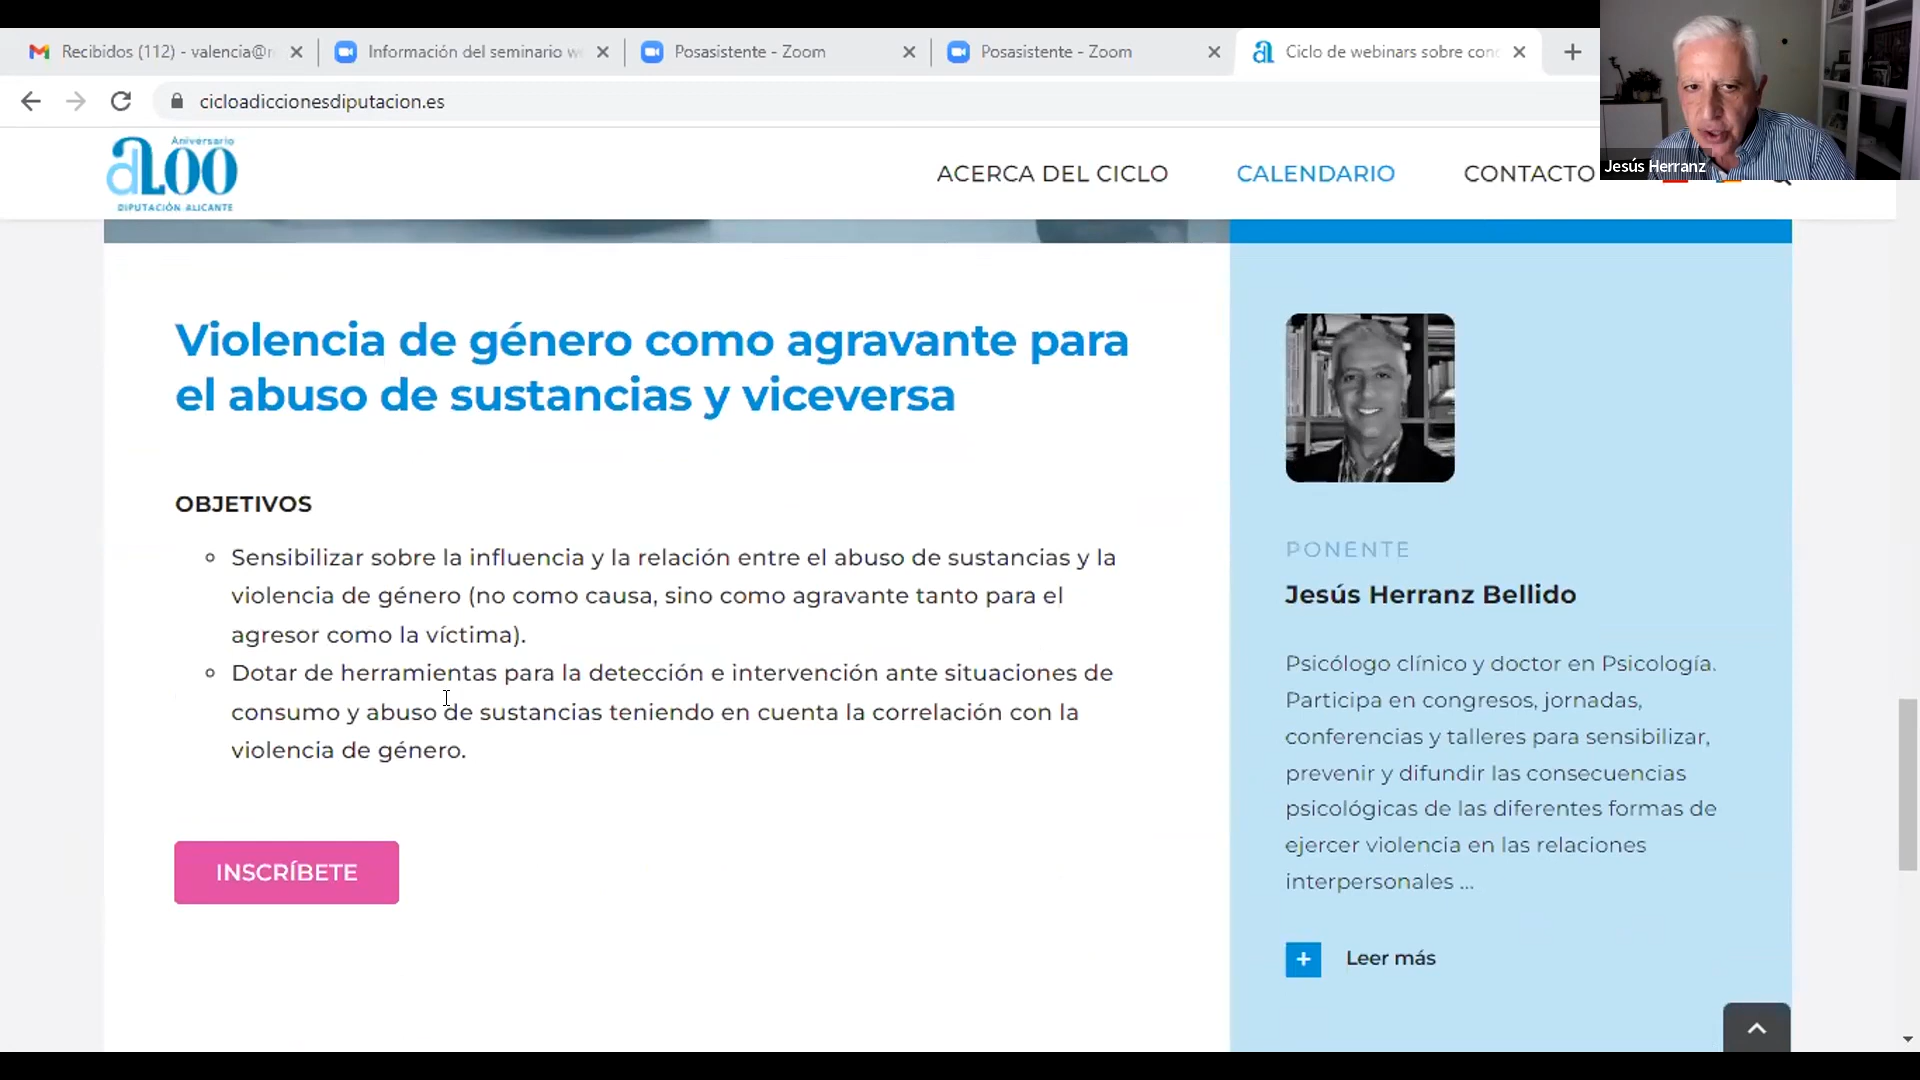 Recibidos (112) - valencia@
Información del seminario w
Posasistente - Zoom
Posasistente - Zoom
Ciclo de webinars sobre con
cicloadiccionesdiputacion.es
Aniversario
100
DIPUTACIÓN ALICANTE
ACERCA DEL CICLO
CALENDARIO
CONTACTO
Jesús Herranz
Violencia de género como agravante para
el abuso de sustancias y viceversa
OBJETIVOS
Sensibilizar sobre la influencia y la relación entre el abuso de sustancias y la
violencia de género (no como causa, sino como agravante tanto para el
agresor como la víctima).
Dotar de herramientas para la detección e intervención ante situaciones de
consumo y abuso de sustancias teniendo en cuenta la correlación con la
violencia de género.
INSCRÍBETE
PONENTE
Jesús Herranz Bellido
Psicólogo clínico y doctor en Psicología.
Participa en congresos, jornadas,
conferencias y talleres para sensibilizar,
prevenir y difundir las consecuencias
psicológicas de las diferentes formas de
ejercer violencia en las relaciones
interpersonales ...
Leer más